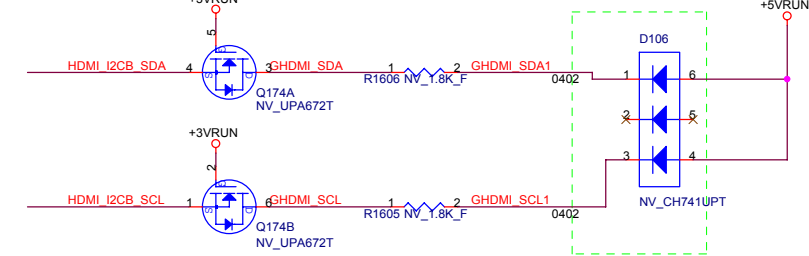 +3VRUN
+5VRUN
5
D106
HDMI_I2CB_SDA
4
G
S
D
3
GHDMI_SDA
1
2
GHDMI_SDA1
R1606 NV_1.8K_F
0402
1
6
Q174A
NV_UPA672T
2
5
+3VRUN
2
3
4
HDMI_I2CB_SCL
1
G
S
D
6
GHDMI_SCL
1
2
GHDMI_SCL1
R1605 NV_1.8K_F
0402
NV_CH741UPT
Q174B
NV_UPA672T